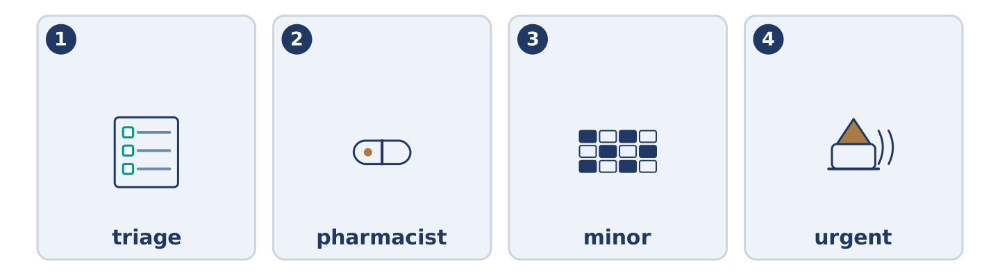 1
triage
2
pharmacist
3
minor
4
urgent